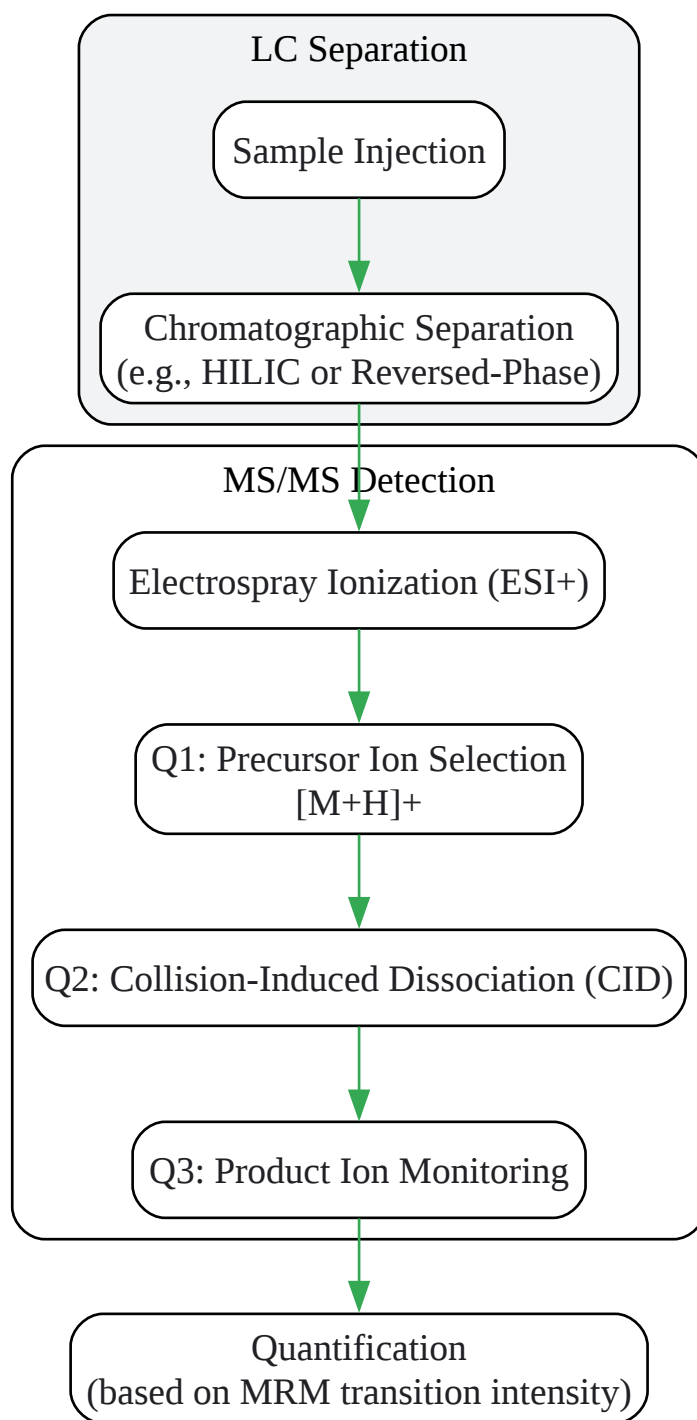 LC Separation
Sample Injection
Chromatographic Separation
(e.g., HILIC or Reversed-Phase)
MS/MS Detection
Electrospray Ionization (ESI+)
Q1: Precursor Ion Selection
[M+H]+
Q2: Collision-Induced Dissociation (CID)
Q3: Product Ion Monitoring
Quantification
(based on MRM transition intensity)